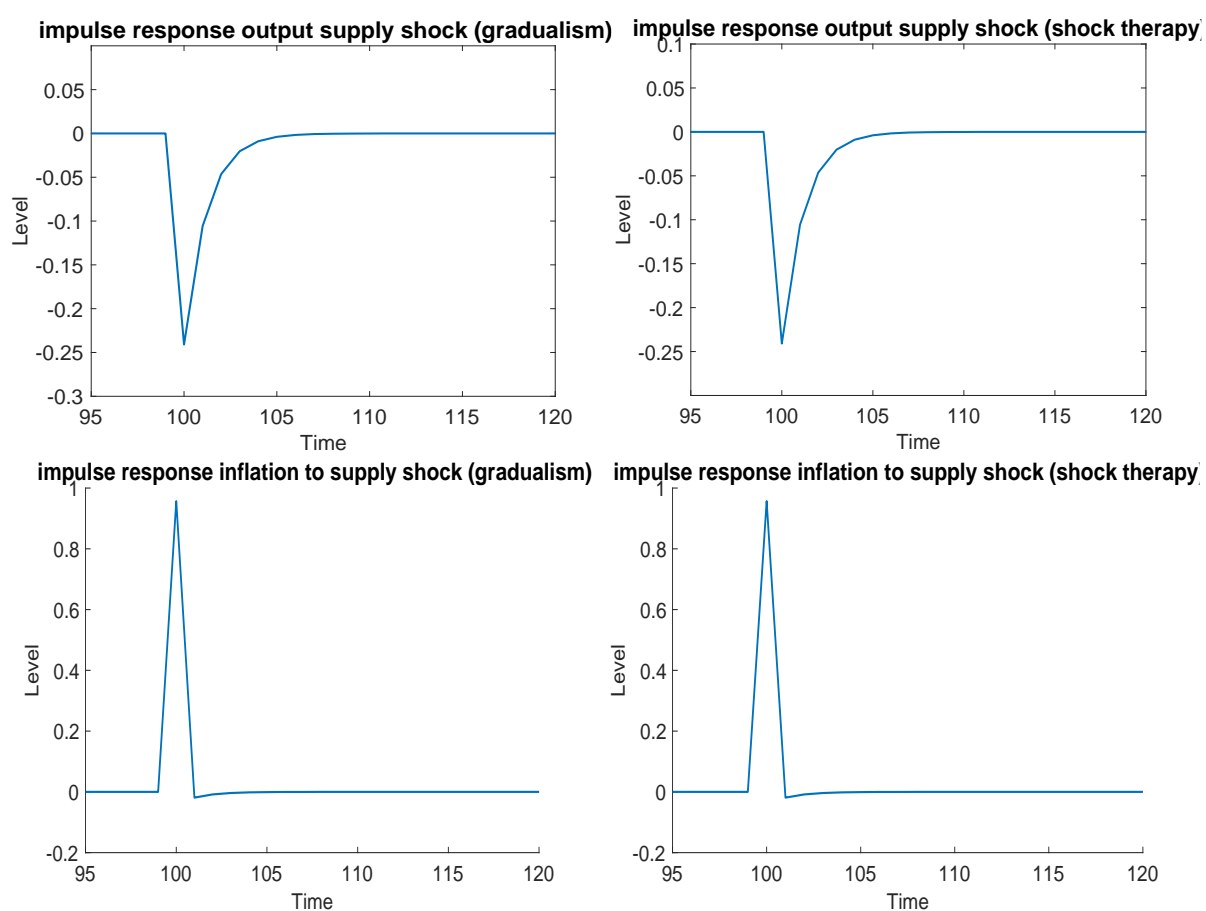 impulse response output supply shock (gradualism)
0.05
0
-0.05
-0.1
-0.15
-0.2
-0.25
-0.3
Level
95 100 105 110 115 120
Time
impulse response output supply shock (shock therapy)
0.1
0.05
0
-0.05
-0.1
-0.15
-0.2
-0.25
Level
95 100 105 110 115 120
Time
impulse response inflation to supply shock (gradualism)
1
0.8
0.6
0.4
0.2
0
-0.2
Level
95 100 105 110 115 120
Time
impulse response inflation to supply shock (shock therapy)
1
0.8
0.6
0.4
0.2
0
-0.2
Level
95 100 105 110 115 120
Time